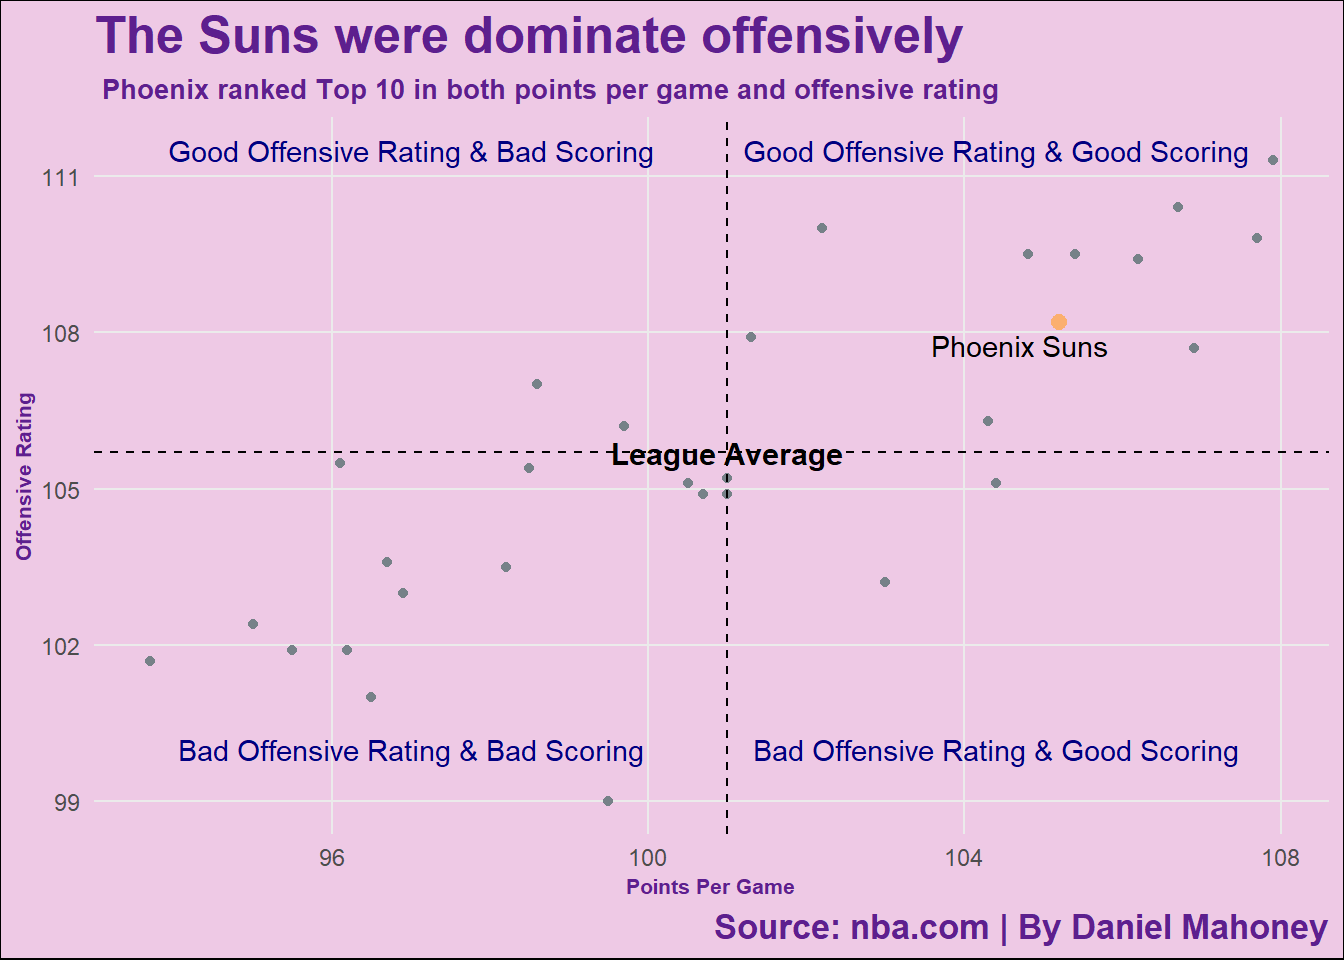 The Suns were dominate offensively
Phoenix ranked Top 10 in both points per game and offensive rating
Good Offensive Rating & Bad Scoring
Good Offensive Rating & Good Scoring
111
108
Phoenix Suns
League Average
Offensive Rating
105
102
Bad Offensive Rating & Bad Scoring
Bad Offensive Rating & Good Scoring
99
96
100
104
108
Points Per Game
Source: nba.com | By Daniel Mahoney